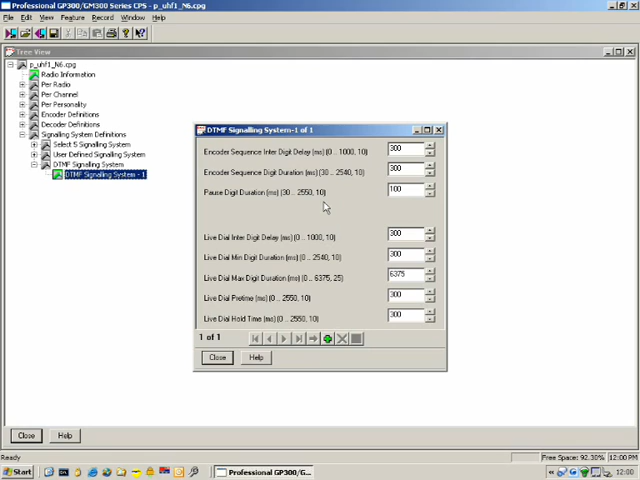 Professional GP300/GM300 Series CPS - p_uhf1_N6.cpg
File Edit View Feature Record Window Help
Tree View
p_uhf1_N6.cpg
Radio Information
Per Radio
Per Channel
Per Personality
Encoder Definitions
Decoder Definitions
Signalling System Definitions
Select 5 Signalling System
User Defined Signalling System
DTMF Signalling System
DTMF Signalling System - 1
DTMF Signalling System-1 of 1
Encoder Sequence Inter Digit Delay (ms) (0 .. 1000, 10) 300
Encoder Sequence Digit Duration (ms) (30 .. 2540, 10) 300
Pause Digit Duration (ms) (30 .. 2550, 10) 100
Live Dial Inter Digit Delay (ms) (0 .. 1000, 10) 300
Live Dial Min Digit Duration (ms) (0 .. 2540, 10) 300
Live Dial Max Digit Duration (ms) (0 .. 6375, 25) 6375
Live Dial Pretime (ms) (0 .. 2550, 10) 300
Live Dial Hold Time (ms) (0 .. 2550, 10) 300
1 of 1
Close Help
Close Help
Ready Free Space: 92.30% 12:00 PM
Start Professional GP300/G... 12:00